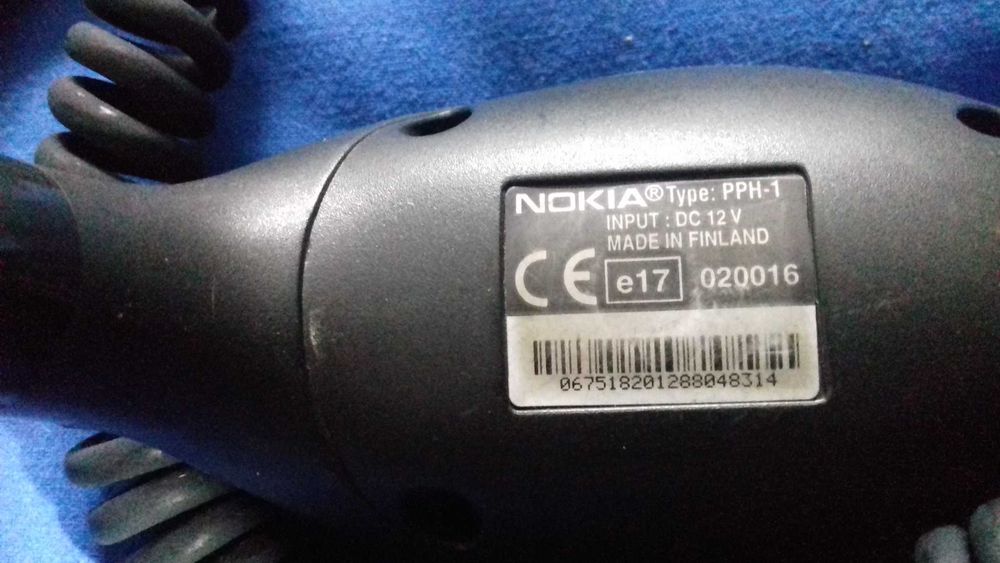 NOKIA® Type: PPH-1
INPUT : DC 12 V
MADE IN FINLAND
CE e17 020016
067518201288048314